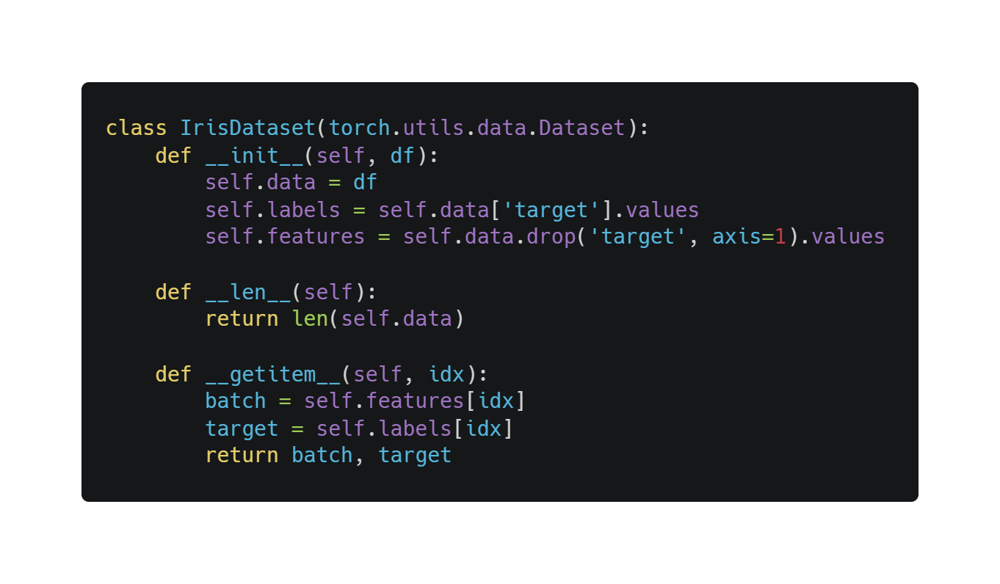 class IrisDataset(torch.utils.data.Dataset):
    def __init__(self, df):
        self.data = df
        self.labels = self.data['target'].values
        self.features = self.data.drop('target', axis=1).values

    def __len__(self):
        return len(self.data)

    def __getitem__(self, idx):
        batch = self.features[idx]
        target = self.labels[idx]
        return batch, target